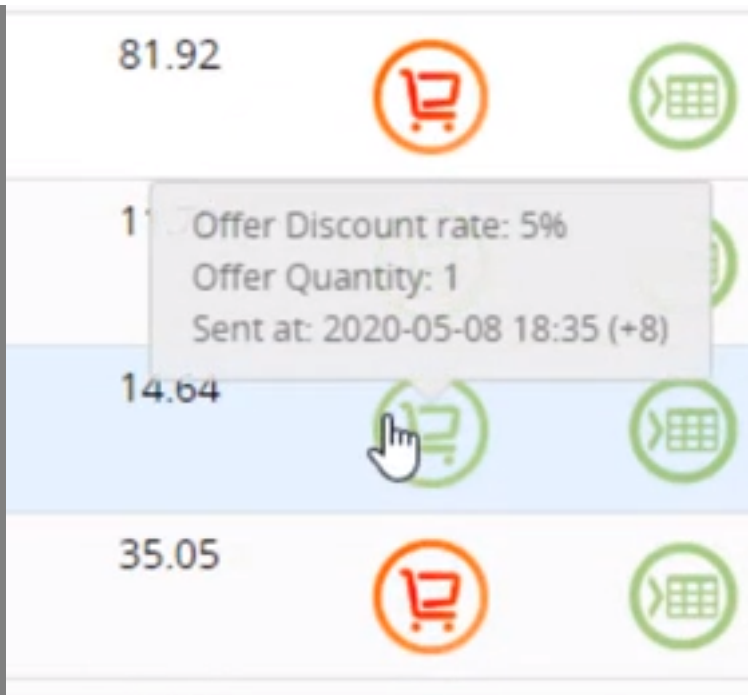 81.92
Offer Discount rate: 5%
Offer Quantity: 1
Sent at: 2020-05-08 18:35 (+8)
14.64
35.05